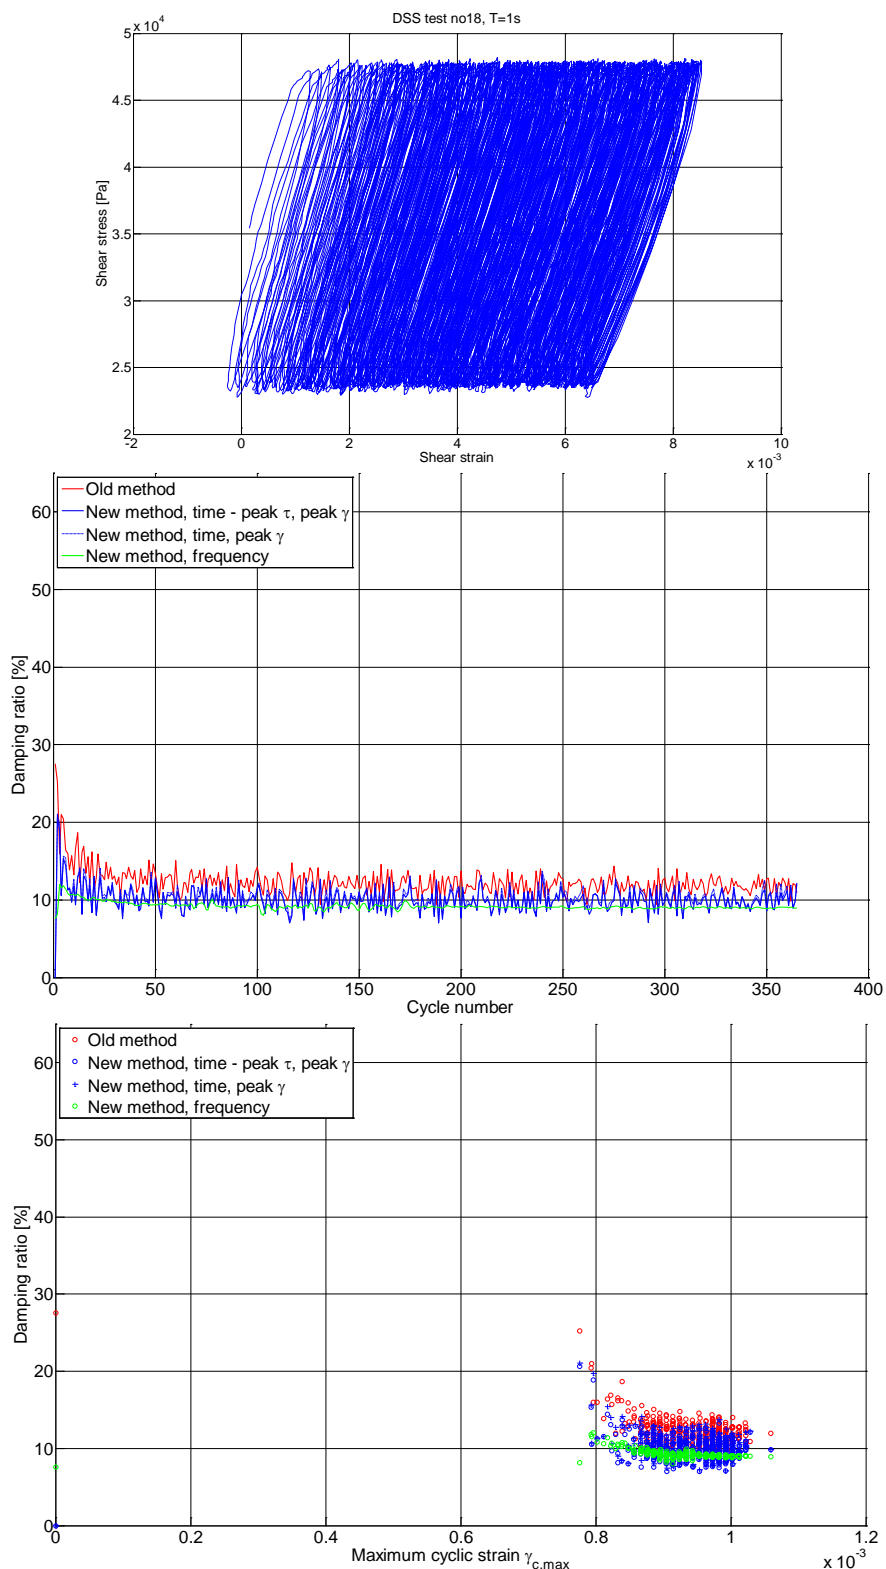 DSS test no18, T=1s
5 x 10^4
4.5
4
3.5
3
2.5
2
Shear stress [Pa]
-2 0 2 4 6 8 10
Shear strain
x 10^-3
Old method
New method, time - peak τ, peak γ
New method, time, peak γ
New method, frequency
60
50
40
30
20
10
0
Damping ratio [%]
0 50 100 150 200 250 300 350 400
Cycle number
Old method
New method, time - peak τ, peak γ
New method, time, peak γ
New method, frequency
60
50
40
30
20
10
0
Damping ratio [%]
0 0.2 0.4 0.6 0.8 1 1.2
Maximum cyclic strain γc,max
x 10^-3